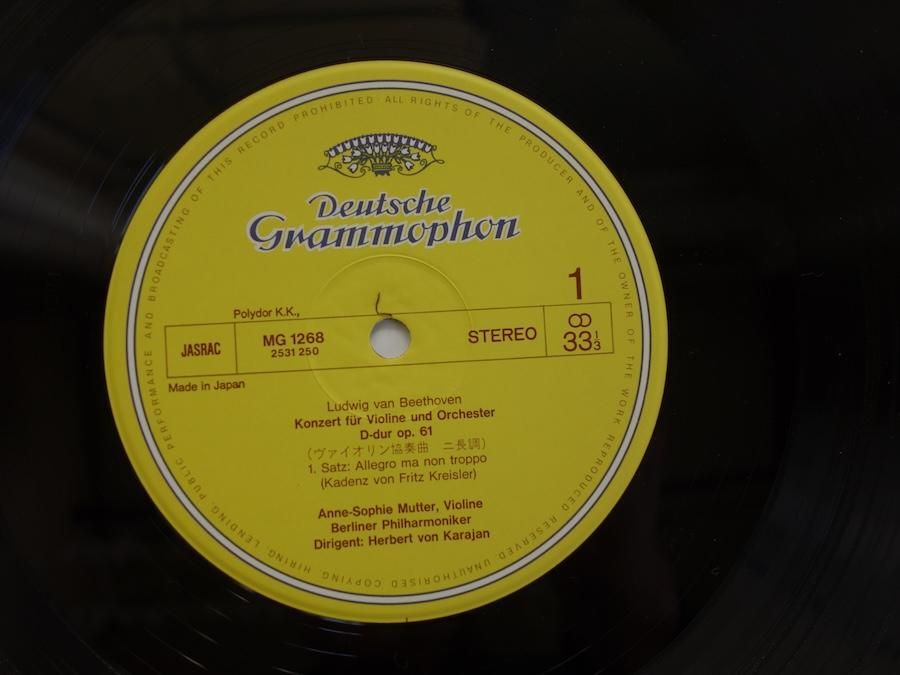 Deutsche
Grammophon
1
Polydor K.K.,
JASRAC
MG 1268
2531 250
STEREO
33 1/3
Made in Japan
Ludwig van Beethoven
Konzert für Violine und Orchester
D-dur op. 61
(ヴァイオリン協奏曲 ニ長調)
1. Satz: Allegro ma non troppo
(Kadenz von Fritz Kreisler)
Anne-Sophie Mutter, Violine
Berliner Philharmoniker
Dirigent: Herbert von Karajan
ALL RIGHTS OF THE PRODUCER AND OF THE OWNER OF THE WORK REPRODUCED RESERVED. UNAUTHORISED COPYING, HIRING, LENDING, PUBLIC PERFORMANCE AND BROADCASTING OF THIS RECORD PROHIBITED ·